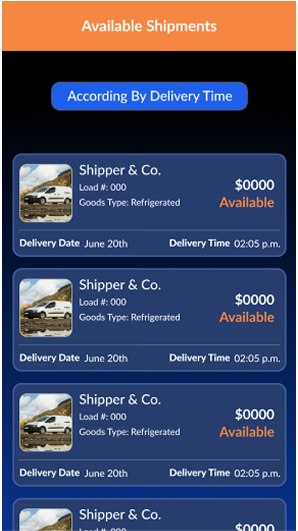 Available Shipments
According By Delivery Time
Shipper & Co.
Load #: 000
Goods Type: Refrigerated
$0000
Available
Delivery Date June 20th Delivery Time 02:05 p.m.
Shipper & Co.
Load #: 000
Goods Type: Refrigerated
$0000
Available
Delivery Date June 20th Delivery Time 02:05 p.m.
Shipper & Co.
Load #: 000
Goods Type: Refrigerated
$0000
Available
Delivery Date June 20th Delivery Time 02:05 p.m.
Shipper & Co.
Load #: 000
$0000